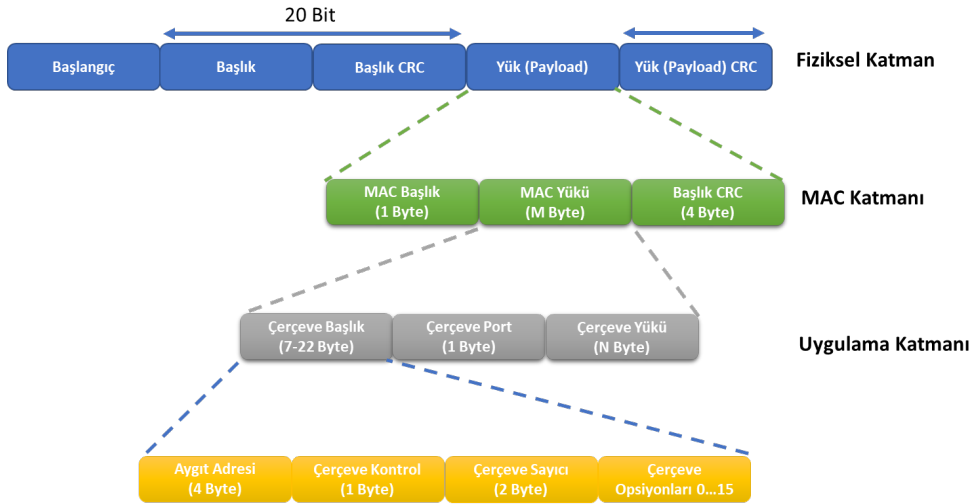 20 Bit
Başlangıç
Başlık
Başlık CRC
Yük (Payload)
Yük (Payload) CRC
Fiziksel Katman
MAC Başlık
(1 Byte)
MAC Yükü
(M Byte)
Başlık CRC
(4 Byte)
MAC Katmanı
Çerçeve Başlık
(7-22 Byte)
Çerçeve Port
(1 Byte)
Çerçeve Yükü
(N Byte)
Uygulama Katmanı
Aygıt Adresi
(4 Byte)
Çerçeve Kontrol
(1 Byte)
Çerçeve Sayıcı
(2 Byte)
Çerçeve
Opsiyonları 0...15